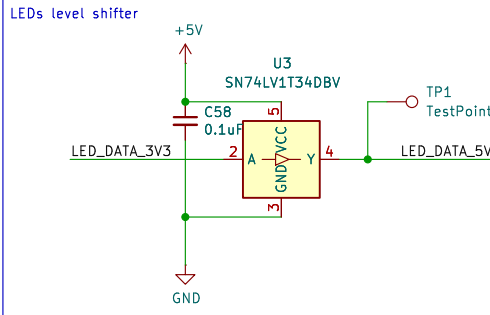 LEDs level shifter
+5V
U3
SN74LV1T34DBV
C58
0.1uF
5
VCC
LED_DATA_3V3
2
A
Y
4
LED_DATA_5V
GND
3
TP1
TestPoint
GND